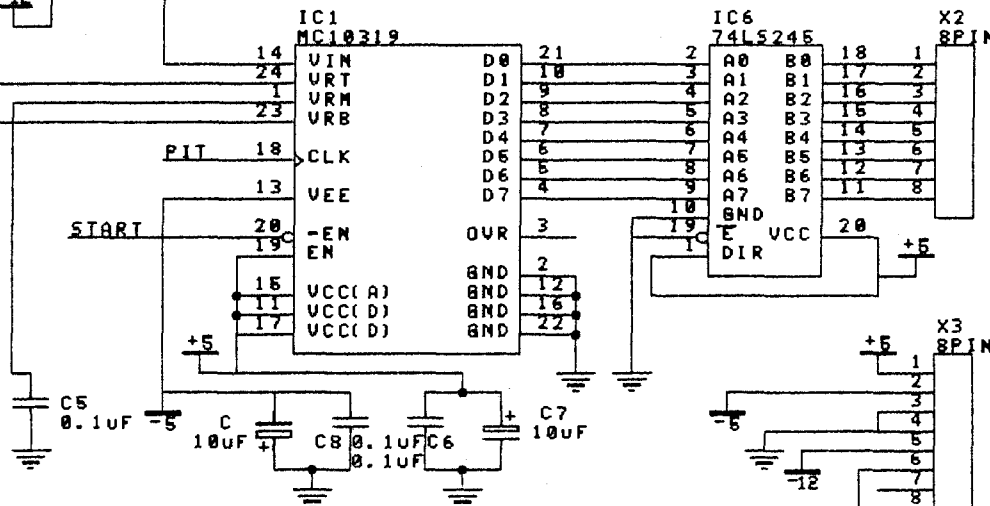 IC1
MC10319
IC6
74LS245
X2
8PIN
14 VIN D0 21
24 VRT D1 10
1 VRM D2 9
23 VRB D3 8
D4 7
PIT 18 CLK D5 6
D6 5
13 VEE D7 4
START 20 -EN OVR 3
19 EN
GND 2
15 VCC(A) GND 12
11 VCC(D) GND 16
17 VCC(D) GND 22
2 A0 B0 18 1
3 A1 B1 17 2
4 A2 B2 16 3
5 A3 B3 15 4
6 A4 B4 14 5
7 A5 B5 13 6
8 A6 B6 12 7
9 A7 B7 11 8
10 GND
19 E VCC 20
1 DIR
+5
+5
C5
0.1uF
-5
C
10uF
+
C8 0.1uF C6
0.1uF
+
C7
10uF
X3
8PIN
+5
1
2
3
4
5
6
7
8
-5
-12